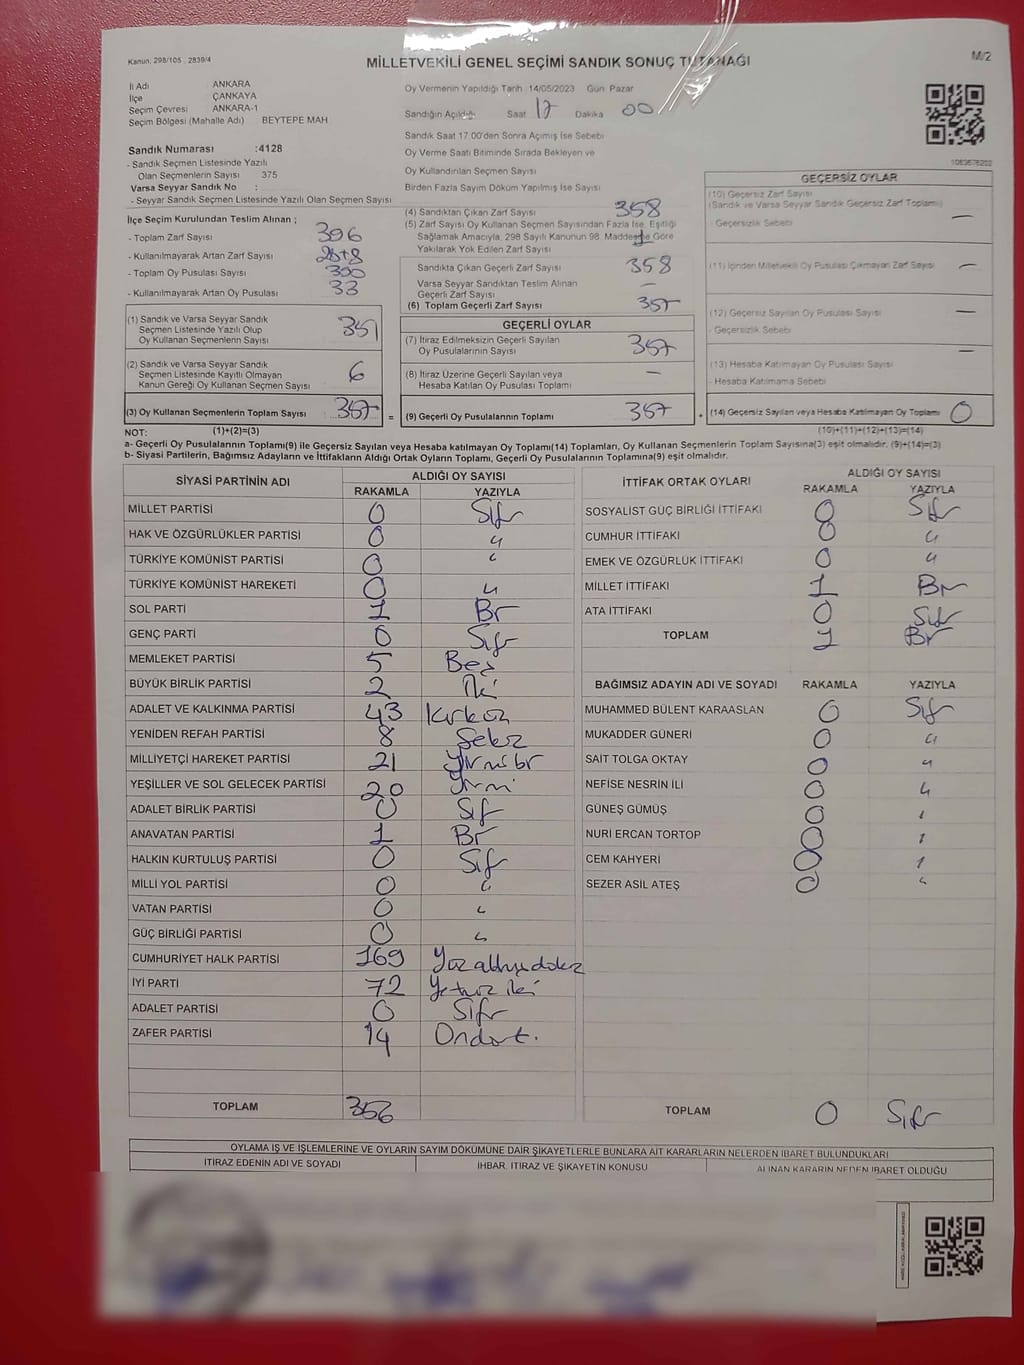 Kanun: 298/105 , 2839/4
MİLLETVEKİLİ GENEL SEÇİMİ SANDIK SONUÇ TUTANAĞI
M/2
İl Adı ANKARA
İlçe ÇANKAYA
Seçim Çevresi ANKARA-1
Seçim Bölgesi (Mahalle Adı) BEYTEPE MAH
Sandık Numarası :4128
- Sandık Seçmen Listesinde Yazılı
Olan Seçmenlerin Sayısı 375
Varsa Seyyar Sandık No :
- Seyyar Sandık Seçmen Listesinde Yazılı Olan Seçmen Sayısı
Oy Vermenin Yapıldığı Tarih 14/05/2023 Gün Pazar
Sandığın Açıldığı Saat 17 Dakika 00
Sandık Saat 17.00'den Sonra Açılmış İse Sebebi
Oy Verme Saati Bitiminde Sırada Bekleyen ve
Oy Kullandırılan Seçmen Sayısı
Birden Fazla Sayım Döküm Yapılmış İse Sayısı
İlçe Seçim Kurulundan Teslim Alınan ;
- Toplam Zarf Sayısı 396
- Kullanılmayarak Artan Zarf Sayısı
- Toplam Oy Pusulası Sayısı
- Kullanılmayarak Artan Oy Pusulası 33
(1) Sandık ve Varsa Seyyar Sandık
Seçmen Listesinde Yazılı Olup
Oy Kullanan Seçmenlerin Sayısı 351
(2) Sandık ve Varsa Seyyar Sandık
Seçmen Listesinde Kayıtlı Olmayan
Kanun Gereği Oy Kullanan Seçmen Sayısı 6
(3) Oy Kullanan Seçmenlerin Toplam Sayısı 357 =
(4) Sandıktan Çıkan Zarf Sayısı 358
(5) Zarf Sayısı Oy Kullanan Seçmen Sayısından Fazla İse, Eşitliği
Sağlamak Amacıyla, 298 Sayılı Kanunun 98. Maddesine Göre
Yakılarak Yok Edilen Zarf Sayısı 1
Sandıkta Çıkan Geçerli Zarf Sayısı 358
Varsa Seyyar Sandıktan Teslim Alınan
Geçerli Zarf Sayısı –
(6) Toplam Geçerli Zarf Sayısı 357
GEÇERLİ OYLAR
(7) İtiraz Edilmeksizin Geçerli Sayılan
Oy Pusulalarının Sayısı 357
(8) İtiraz Üzerine Geçerli Sayılan veya
Hesaba Katılan Oy Pusulası Toplamı –
(9) Geçerli Oy Pusulalarının Toplamı 357 +
GEÇERSİZ OYLAR
(10) Geçersiz Zarf Sayısı
(Sandık ve Varsa Seyyar Sandık Geçersiz Zarf Toplamı) –
- Geçersizlik Sebebi
(11) İçinden Milletvekili Oy Pusulası Çıkmayan Zarf Sayısı –
(12) Geçersiz Sayılan Oy Pusulası Sayısı –
- Geçersizlik Sebebi
(13) Hesaba Katılmayan Oy Pusulası Sayısı –
- Hesaba Katılmama Sebebi
(14) Geçersiz Sayılan veya Hesaba Katılmayan Oy Toplamı 0
NOT: (1)+(2)=(3) (10)+(11)+(12)+(13)=(14)
a- Geçerli Oy Pusulalarının Toplamı(9) ile Geçersiz Sayılan veya Hesaba katılmayan Oy Toplamı(14) Toplamları, Oy Kullanan Seçmenlerin Toplam Sayısına(3) eşit olmalıdır. (9)+(14)=(3)
b- Siyasi Partilerin, Bağımsız Adayların ve İttifakların Aldığı Ortak Oyların Toplamı, Geçerli Oy Pusulalarının Toplamına(9) eşit olmalıdır.
SİYASİ PARTİNİN ADI ALDIĞI OY SAYISI
RAKAMLA YAZIYLA
MİLLET PARTİSİ 0 Sıfır
HAK VE ÖZGÜRLÜKLER PARTİSİ 0 "
TÜRKİYE KOMÜNİST PARTİSİ 0 "
TÜRKİYE KOMÜNİST HAREKETİ 0 "
SOL PARTİ 1 Bir
GENÇ PARTİ 0 Sıfır
MEMLEKET PARTİSİ 5 Beş
BÜYÜK BİRLİK PARTİSİ 2 İki
ADALET VE KALKINMA PARTİSİ 43 Kırküç
YENİDEN REFAH PARTİSİ 8 Sekiz
MİLLİYETÇİ HAREKET PARTİSİ 21 Yirmibir
YEŞİLLER VE SOL GELECEK PARTİSİ 20 Yirmi
ADALET BİRLİK PARTİSİ 0 Sıfır
ANAVATAN PARTİSİ 1 Bir
HALKIN KURTULUŞ PARTİSİ 0 Sıfır
MİLLİ YOL PARTİSİ 0 "
VATAN PARTİSİ 0 "
GÜÇ BİRLİĞİ PARTİSİ 0 "
CUMHURİYET HALK PARTİSİ 169 Yüzaltmışdokuz
İYİ PARTİ 72 Yetmiş iki
ADALET PARTİSİ 0 Sıfır
ZAFER PARTİSİ 14 Ondört.
TOPLAM 356
İTTİFAK ORTAK OYLARI ALDIĞI OY SAYISI
RAKAMLA YAZIYLA
SOSYALİST GÜÇ BİRLİĞİ İTTİFAKI 0 Sıfır
CUMHUR İTTİFAKI 0 "
EMEK VE ÖZGÜRLÜK İTTİFAKI 0 "
MİLLET İTTİFAKI 1 Bir
ATA İTTİFAKI 0 Sıfır
TOPLAM 1 Bir
BAĞIMSIZ ADAYIN ADI VE SOYADI RAKAMLA YAZIYLA
MUHAMMED BÜLENT KARAASLAN 0 Sıfır
MUKADDER GÜNERİ 0 "
SAİT TOLGA OKTAY 0 "
NEFİSE NESRİN İLİ 0 "
GÜNEŞ GÜMÜŞ 0 "
NURİ ERCAN TORTOP 0 "
CEM KAHYERİ 0 "
SEZER ASİL ATEŞ 0 "
TOPLAM 0 Sıfır
OYLAMA İŞ VE İŞLEMLERİNE VE OYLARIN SAYIM DÖKÜMÜNE DAİR ŞİKAYETLERLE BUNLARA AİT KARARLARIN NELERDEN İBARET BULUNDUKLARI
İTİRAZ EDENİN ADI VE SOYADI İHBAR, İTİRAZ VE ŞİKAYETİN KONUSU ALINAN KARARIN NEDEN İBARET OLDUĞU